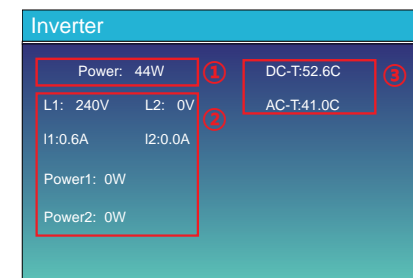 Inverter
Power: 44W ①
L1: 240V L2: 0V
②
I1:0.6A I2:0.0A
Power1: 0W
Power2: 0W
DC-T:52.6C
③
AC-T:41.0C